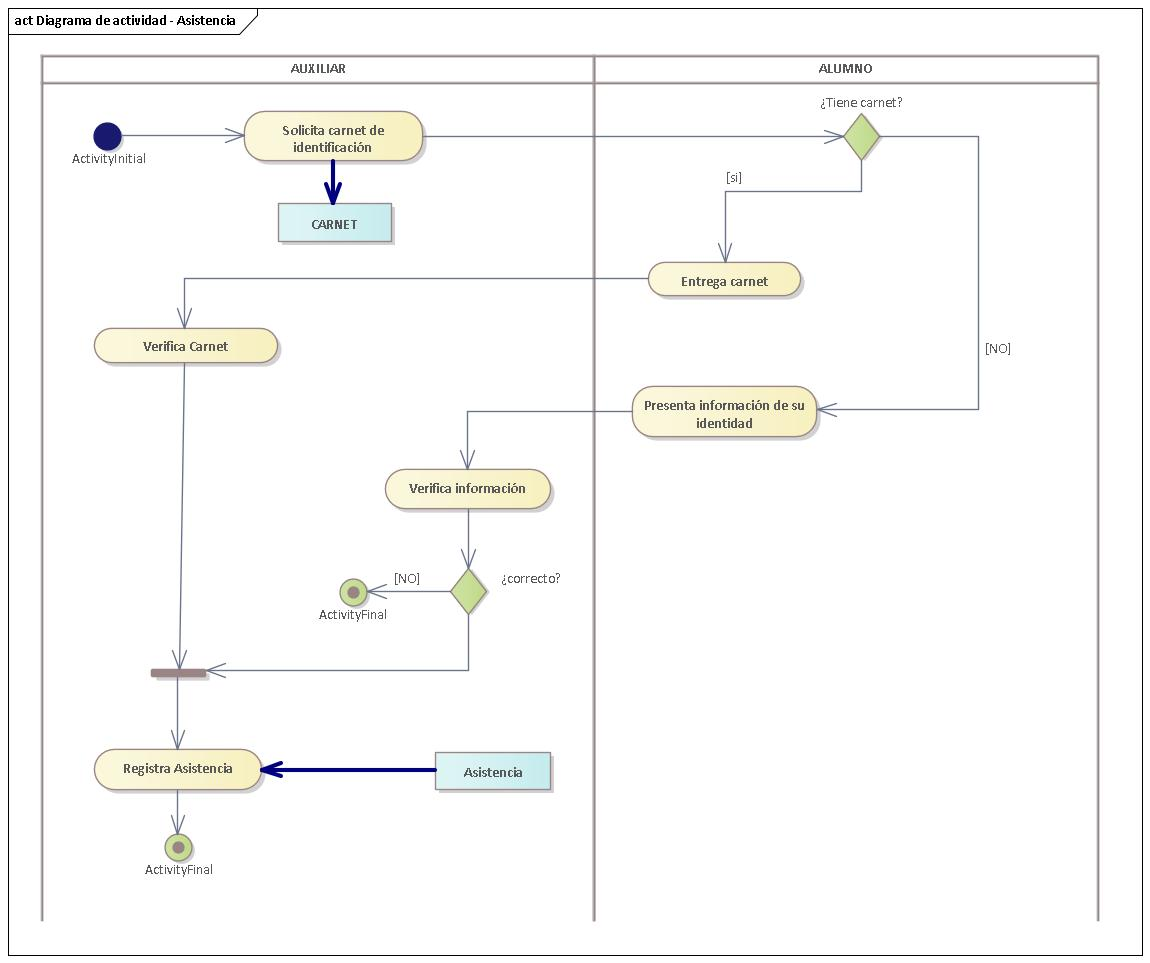 act Diagrama de actividad - Asistencia
AUXILIAR
ALUMNO
¿Tiene carnet?
Solicita carnet de
identificación
ActivityInitial
[si]
CARNET
Entrega carnet
Verifica Carnet
[NO]
Presenta información de su
identidad
Verifica información
[NO]
¿correcto?
ActivityFinal
Registra Asistencia
Asistencia
ActivityFinal